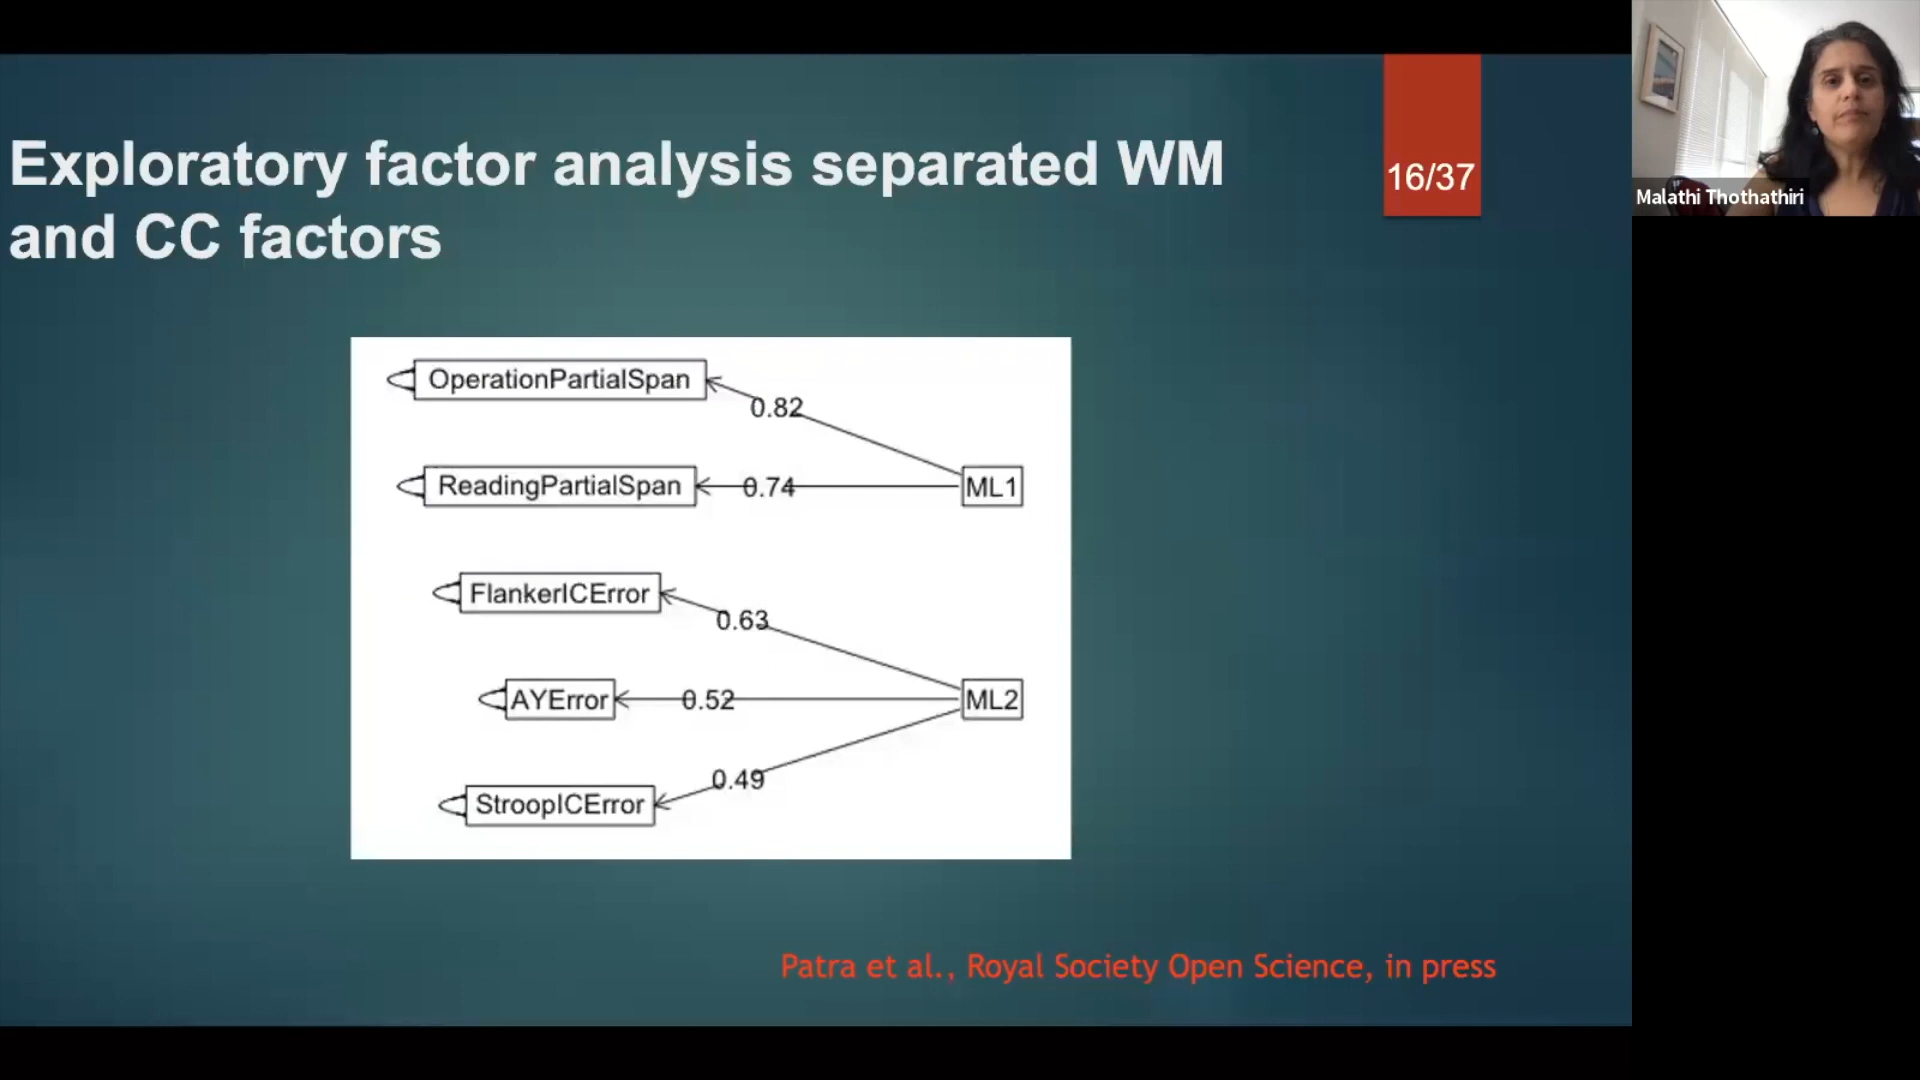 Exploratory factor analysis separated WM
and CC factors
16/37
Malathi Thothathiri
OperationPartialSpan
0.82
ReadingPartialSpan
0.74
ML1
FlankerICError
0.63
AYError
0.52
ML2
0.49
StroopICError
Patra et al., Royal Society Open Science, in press